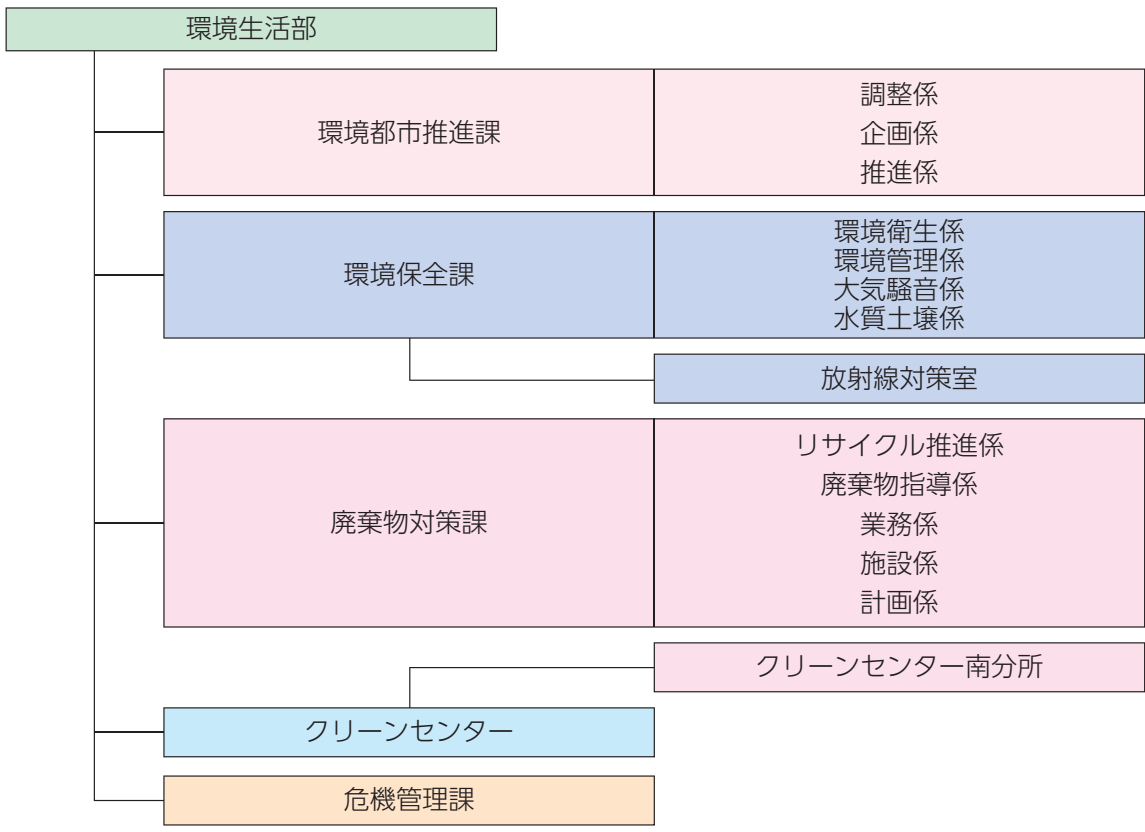 環境生活部
環境都市推進課
調整係
企画係
推進係
環境保全課
環境衛生係
環境管理係
大気騒音係
水質土壌係
放射線対策室
廃棄物対策課
リサイクル推進係
廃棄物指導係
業務係
施設係
計画係
クリーンセンター南分所
クリーンセンター
危機管理課